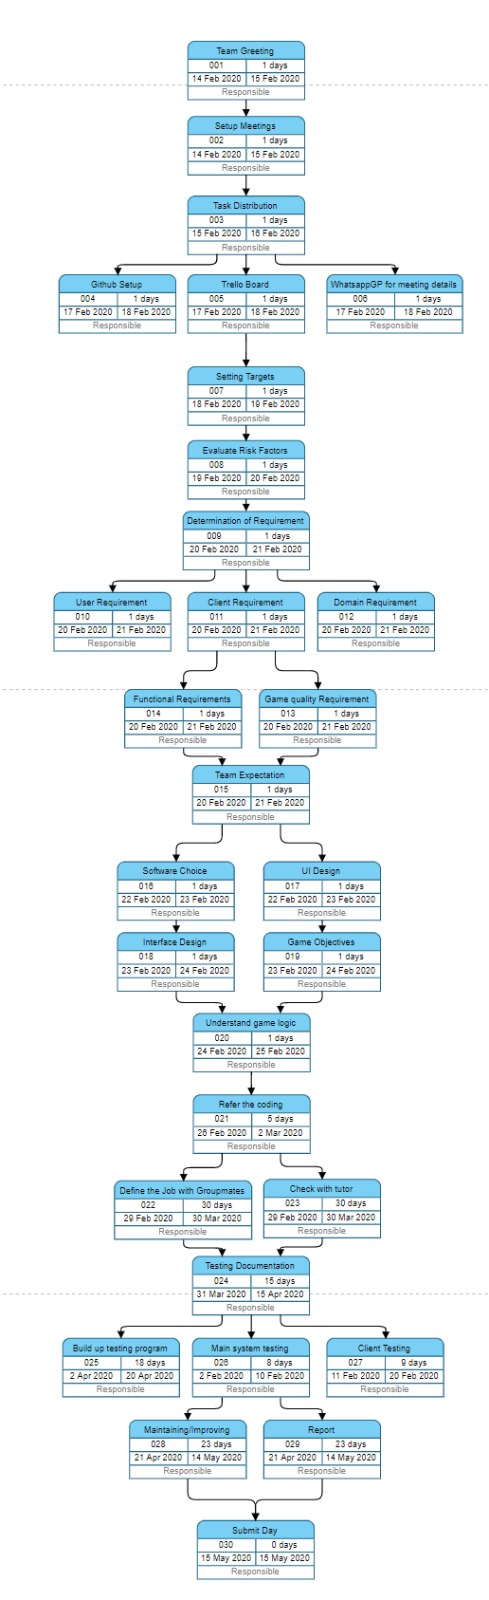 Team Greeting
001 1 days
14 Feb 2020 15 Feb 2020
Responsible
Setup Meetings
002 1 days
14 Feb 2020 15 Feb 2020
Responsible
Task Distribution
003 1 days
15 Feb 2020 16 Feb 2020
Responsible
Github Setup Trello Board WhatsappGP for meeting details
004 1 days 005 1 days 006 1 days
17 Feb 2020 18 Feb 2020 17 Feb 2020 18 Feb 2020 17 Feb 2020 18 Feb 2020
Responsible Responsible Responsible
Setting Targets
007 1 days
18 Feb 2020 19 Feb 2020
Responsible
Evaluate Risk Factors
008 1 days
19 Feb 2020 20 Feb 2020
Responsible
Determination of Requirement
009 1 days
20 Feb 2020 21 Feb 2020
Responsible
User Requirement Client Requirement Domain Requirement
010 1 days 011 1 days 012 1 days
20 Feb 2020 21 Feb 2020 20 Feb 2020 21 Feb 2020 20 Feb 2020 21 Feb 2020
Responsible Responsible Responsible
Functional Requirements Game quality Requirement
014 1 days 013 1 days
20 Feb 2020 21 Feb 2020 20 Feb 2020 21 Feb 2020
Responsible Responsible
Team Expectation
015 1 days
20 Feb 2020 21 Feb 2020
Responsible
Software Choice UI Design
016 1 days 017 1 days
22 Feb 2020 23 Feb 2020 22 Feb 2020 23 Feb 2020
Responsible Responsible
Interface Design Game Objectives
018 1 days 019 1 days
23 Feb 2020 24 Feb 2020 23 Feb 2020 24 Feb 2020
Responsible Responsible
Understand game logic
020 1 days
24 Feb 2020 25 Feb 2020
Responsible
Refer the coding
021 5 days
26 Feb 2020 2 Mar 2020
Responsible
Define the Job with Groupmates Check with tutor
022 30 days 023 30 days
29 Feb 2020 30 Mar 2020 29 Feb 2020 30 Mar 2020
Responsible Responsible
Testing Documentation
024 15 days
31 Mar 2020 15 Apr 2020
Responsible
Build up testing program Main system testing Client Testing
025 18 days 026 8 days 027 9 days
2 Apr 2020 20 Apr 2020 2 Feb 2020 10 Feb 2020 11 Feb 2020 20 Feb 2020
Responsible Responsible Responsible
Maintaining/Improving Report
028 23 days 029 23 days
21 Apr 2020 14 May 2020 21 Apr 2020 14 May 2020
Responsible Responsible
Submit Day
030 0 days
15 May 2020 15 May 2020
Responsible